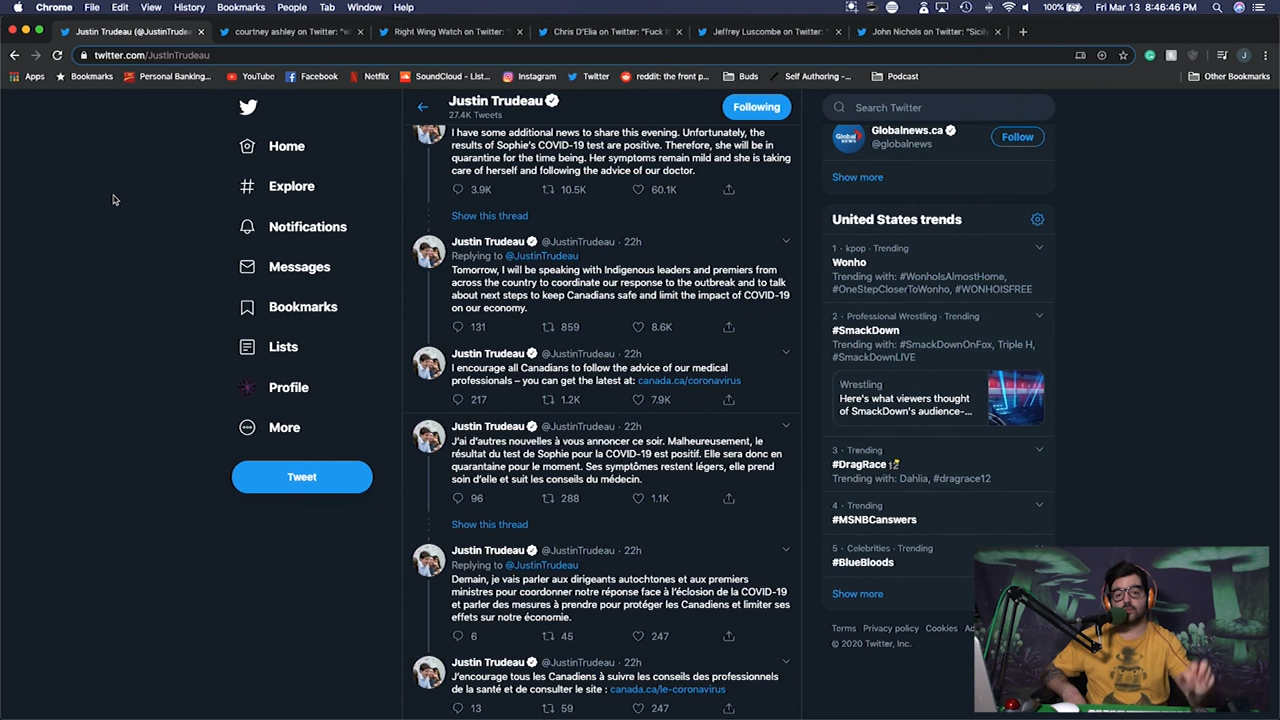 Chrome File Edit View History Bookmarks People Tab Window Help
100% Fri Mar 13 8:46:46 PM
Justin Trudeau (@JustinTrudea
courtney ashley on Twitter: "w
Right Wing Watch on Twitter: "
Chris D'Elia on Twitter: "Fuck t
Jeffrey Luscombe on Twitter: "
John Nichols on Twitter: "Sicily
twitter.com/JustinTrudeau
J
Apps Bookmarks Personal Banking... YouTube Facebook Netflix SoundCloud - List... Instagram Twitter reddit: the front p... Buds Self Authoring -... Podcast Other Bookmarks
Home
Explore
Notifications
Messages
Bookmarks
Lists
Profile
More
Tweet
Justin Trudeau
27.4K Tweets
Following
I have some additional news to share this evening. Unfortunately, the
results of Sophie's COVID-19 test are positive. Therefore, she will be in
quarantine for the time being. Her symptoms remain mild and she is taking
care of herself and following the advice of our doctor.
3.9K 10.5K 60.1K
Show this thread
Justin Trudeau @JustinTrudeau · 22h
Replying to @JustinTrudeau
Tomorrow, I will be speaking with Indigenous leaders and premiers from
across the country to coordinate our response to the outbreak and to talk
about next steps to keep Canadians safe and limit the impact of COVID-19
on our economy.
131 859 8.6K
Justin Trudeau @JustinTrudeau · 22h
I encourage all Canadians to follow the advice of our medical
professionals – you can get the latest at: canada.ca/coronavirus
217 1.2K 7.9K
Justin Trudeau @JustinTrudeau · 22h
J'ai d'autres nouvelles à vous annoncer ce soir. Malheureusement, le
résultat du test de Sophie pour la COVID-19 est positif. Elle sera donc en
quarantaine pour le moment. Ses symptômes restent légers, elle prend
soin d'elle et suit les conseils du médecin.
96 288 1.1K
Show this thread
Justin Trudeau @JustinTrudeau · 22h
Replying to @JustinTrudeau
Demain, je vais parler aux dirigeants autochtones et aux premiers
ministres pour coordonner notre réponse face à l'éclosion de la COVID-19
et parler des mesures à prendre pour protéger les Canadiens et limiter ses
effets sur notre économie.
6 45 247
Justin Trudeau @JustinTrudeau · 22h
J'encourage tous les Canadiens à suivre les conseils des professionnels
de la santé et de consulter le site : canada.ca/le-coronavirus
13 59 247
Search Twitter
Global
NEWS
Globalnews.ca
@globalnews
Follow
Show more
United States trends
1 · kpop · Trending
Wonho
Trending with: #WonhoIsAlmostHome,
#OneStepCloserToWonho, #WONHOISFREE
2 · Professional Wrestling · Trending
#SmackDown
Trending with: #SmackDownOnFox, Triple H,
#SmackDownLIVE
Wrestling
Here's what viewers thought
of SmackDown's audience-...
3 · Trending
#DragRace
Trending with: Dahlia, #dragrace12
4 · Trending
#MSNBCanswers
5 · Celebrities · Trending
#BlueBloods
Show more
Terms Privacy policy Cookies Ad
© 2020 Twitter, Inc.